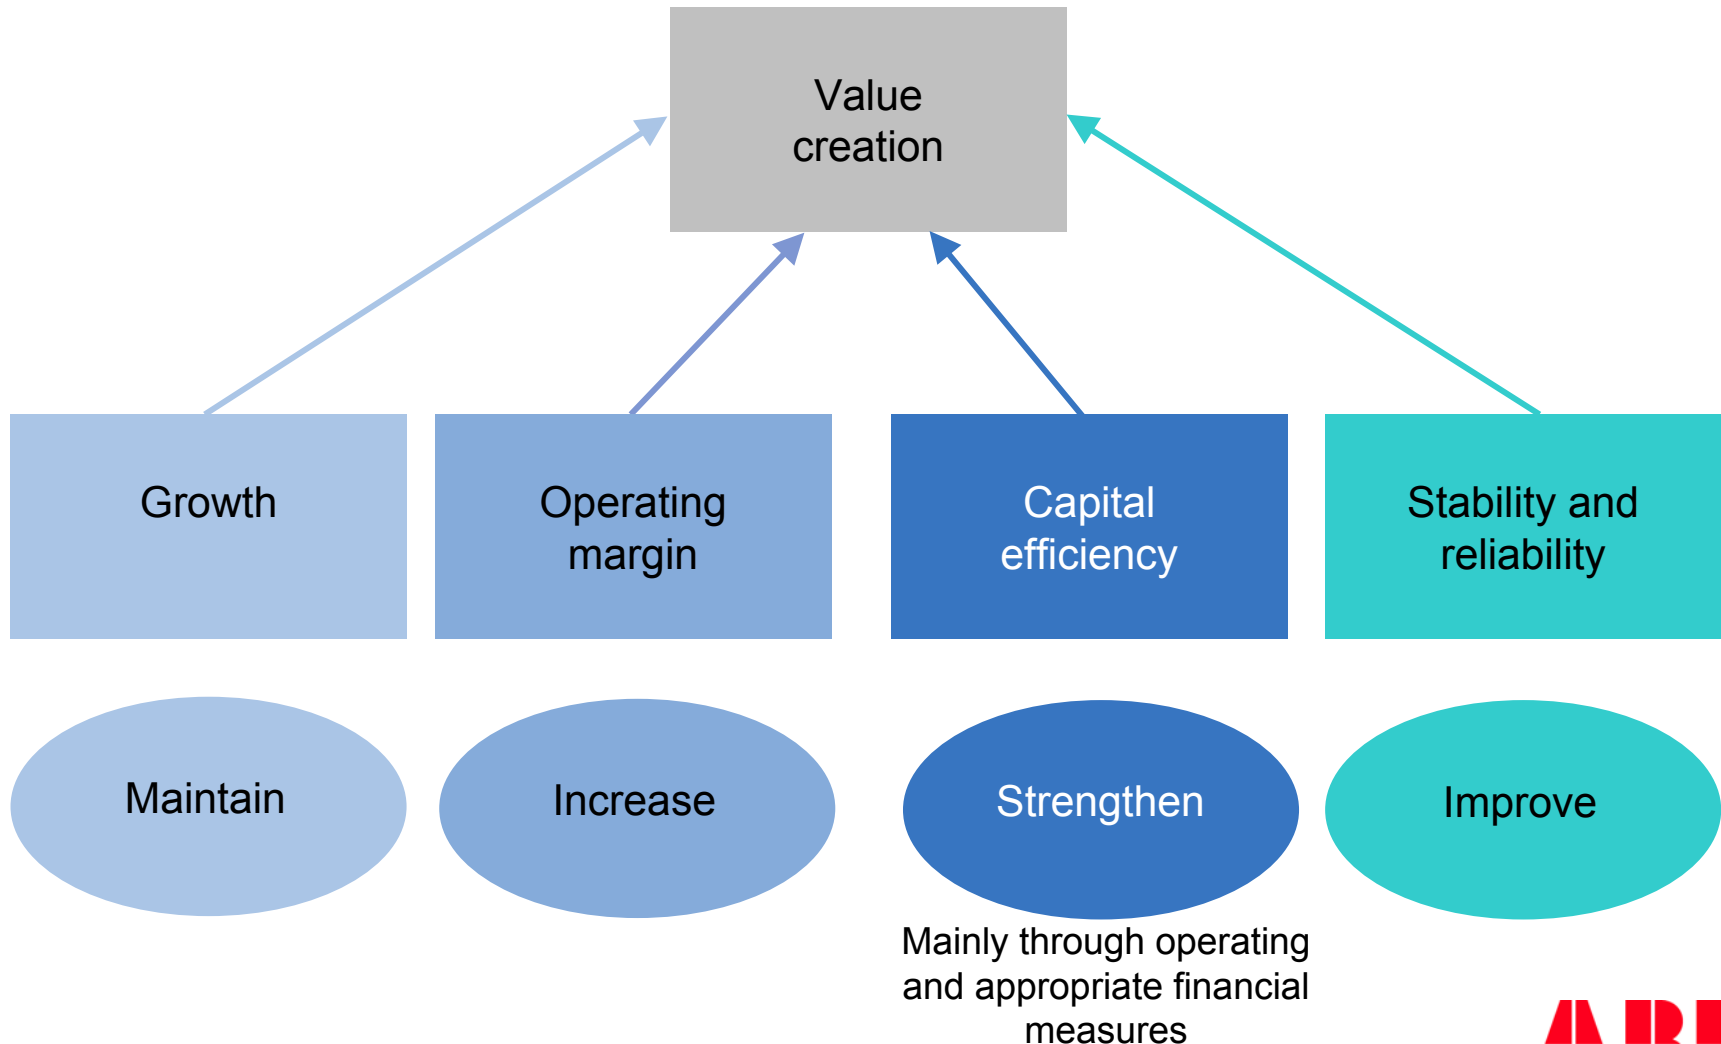 Value
creation
Growth
Operating
margin
Capital
efficiency
Stability and
reliability
Maintain
Increase
Strengthen
Improve
Mainly through operating
and appropriate financial
measures